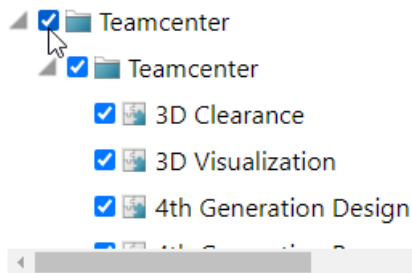 Teamcenter
Teamcenter
3D Clearance
3D Visualization
4th Generation Design